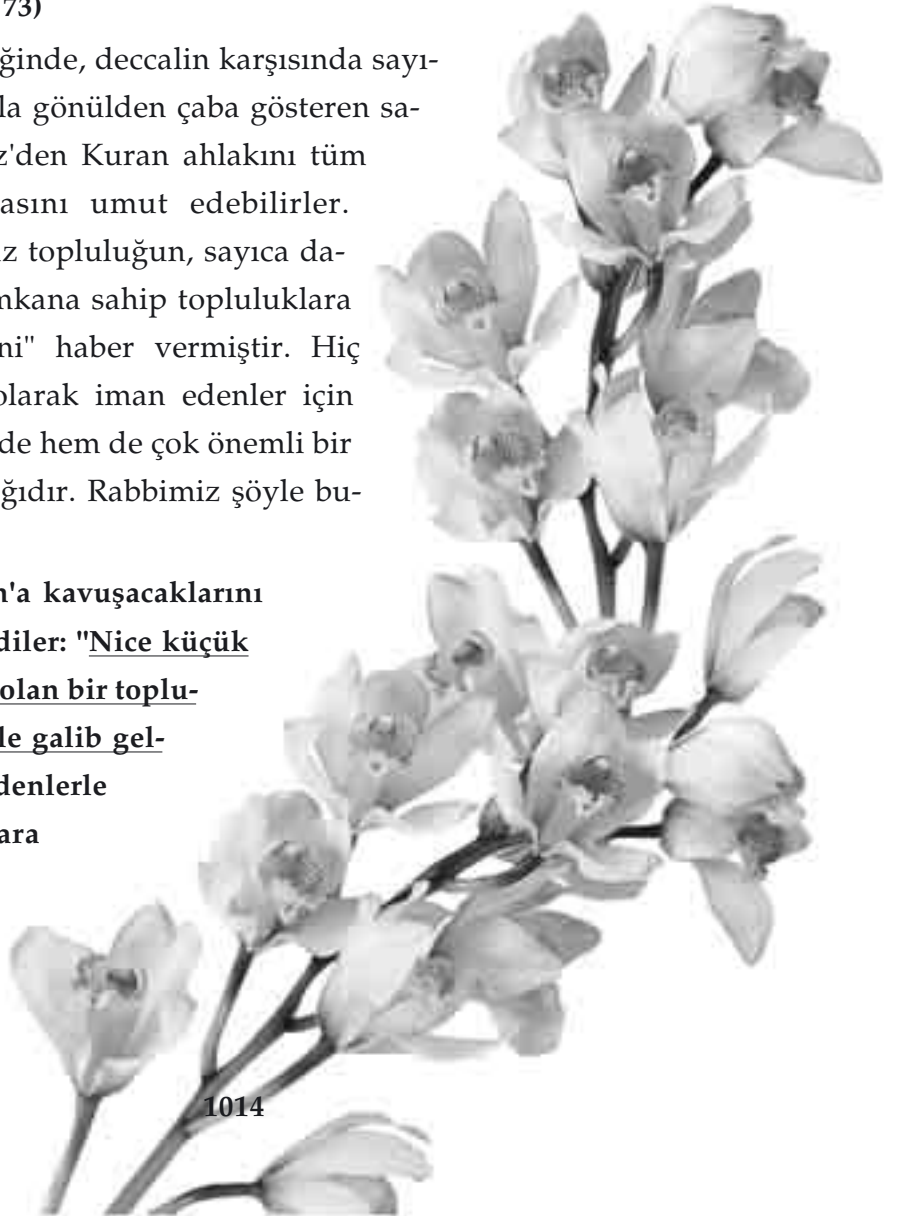 73)
ğinde, deccalin karşısında sayı-
la gönülden çaba gösteren sa-
z'den Kuran ahlakını tüm
asını umut edebilirler.
z topluluğun, sayıca da-
mkana sahip topluluklara
ni" haber vermiştir. Hiç
olarak iman edenler için
de hem de çok önemli bir
ğıdır. Rabbimiz şöyle bu-
n'a kavuşacaklarını
diler: "Nice küçük
olan bir toplu-
le galib gel-
denlerle
ara
1014